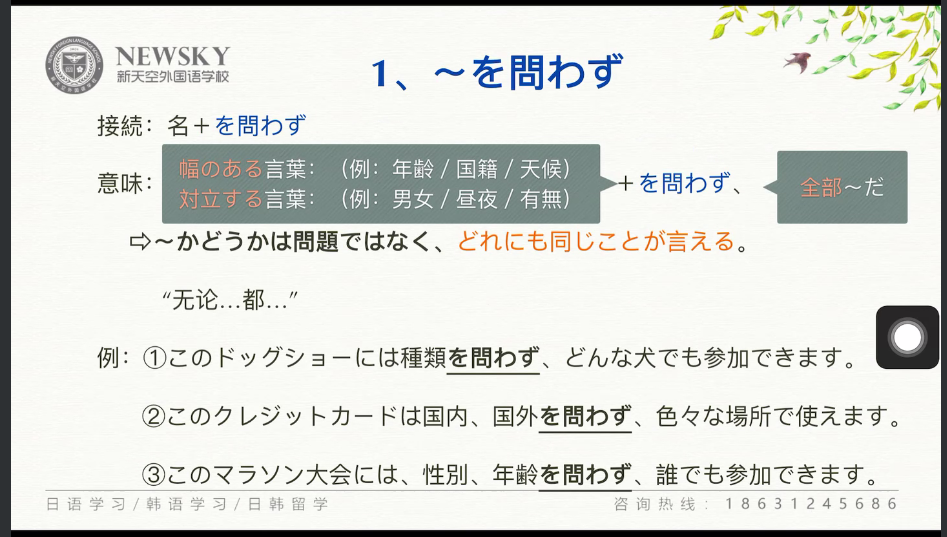 NEWSKY
新天空外国语学校
1、～を問わず
接続：名＋を問わず
意味：
幅のある言葉：（例：年齢 / 国籍 / 天候）
対立する言葉：（例：男女 / 昼夜 / 有無）
＋を問わず、
全部～だ
⇨～かどうかは問題ではなく、どれにも同じことが言える。
“无论…都…”
例：①このドッグショーには種類を問わず、どんな犬でも参加できます。
②このクレジットカードは国内、国外を問わず、色々な場所で使えます。
③このマラソン大会には、性別、年齢を問わず、誰でも参加できます。
日语学习/韩语学习/日韩留学
咨询热线：18631245686